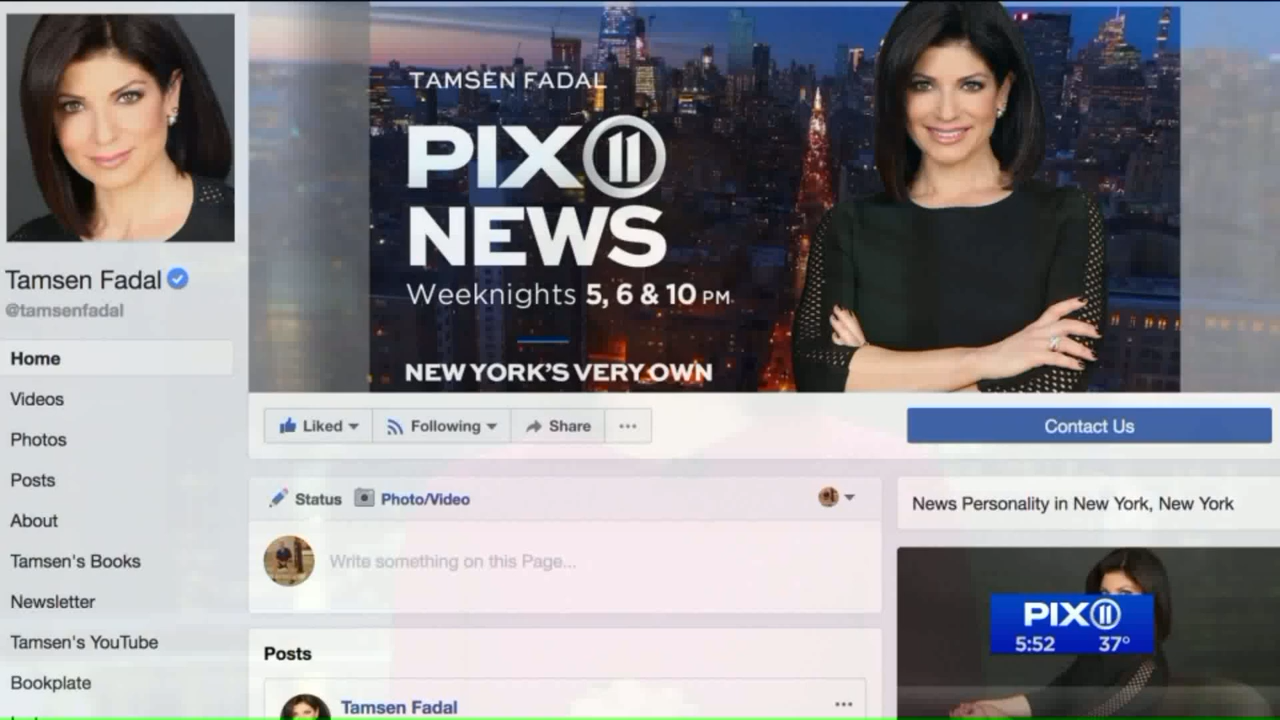 TAMSEN FADAL
PIX 11
NEWS
Weeknights 5, 6 & 10 PM.
NEW YORK'S VERY OWN
Tamsen Fadal
@tamsenfadal
Home
Videos
Photos
Posts
About
Tamsen's Books
Newsletter
Tamsen's YouTube
Bookplate
Liked
Following
Share
...
Contact Us
Status
Photo/Video
Write something on this Page...
Posts
Tamsen Fadal
...
News Personality in New York, New York
PIX 11
5:52 37°